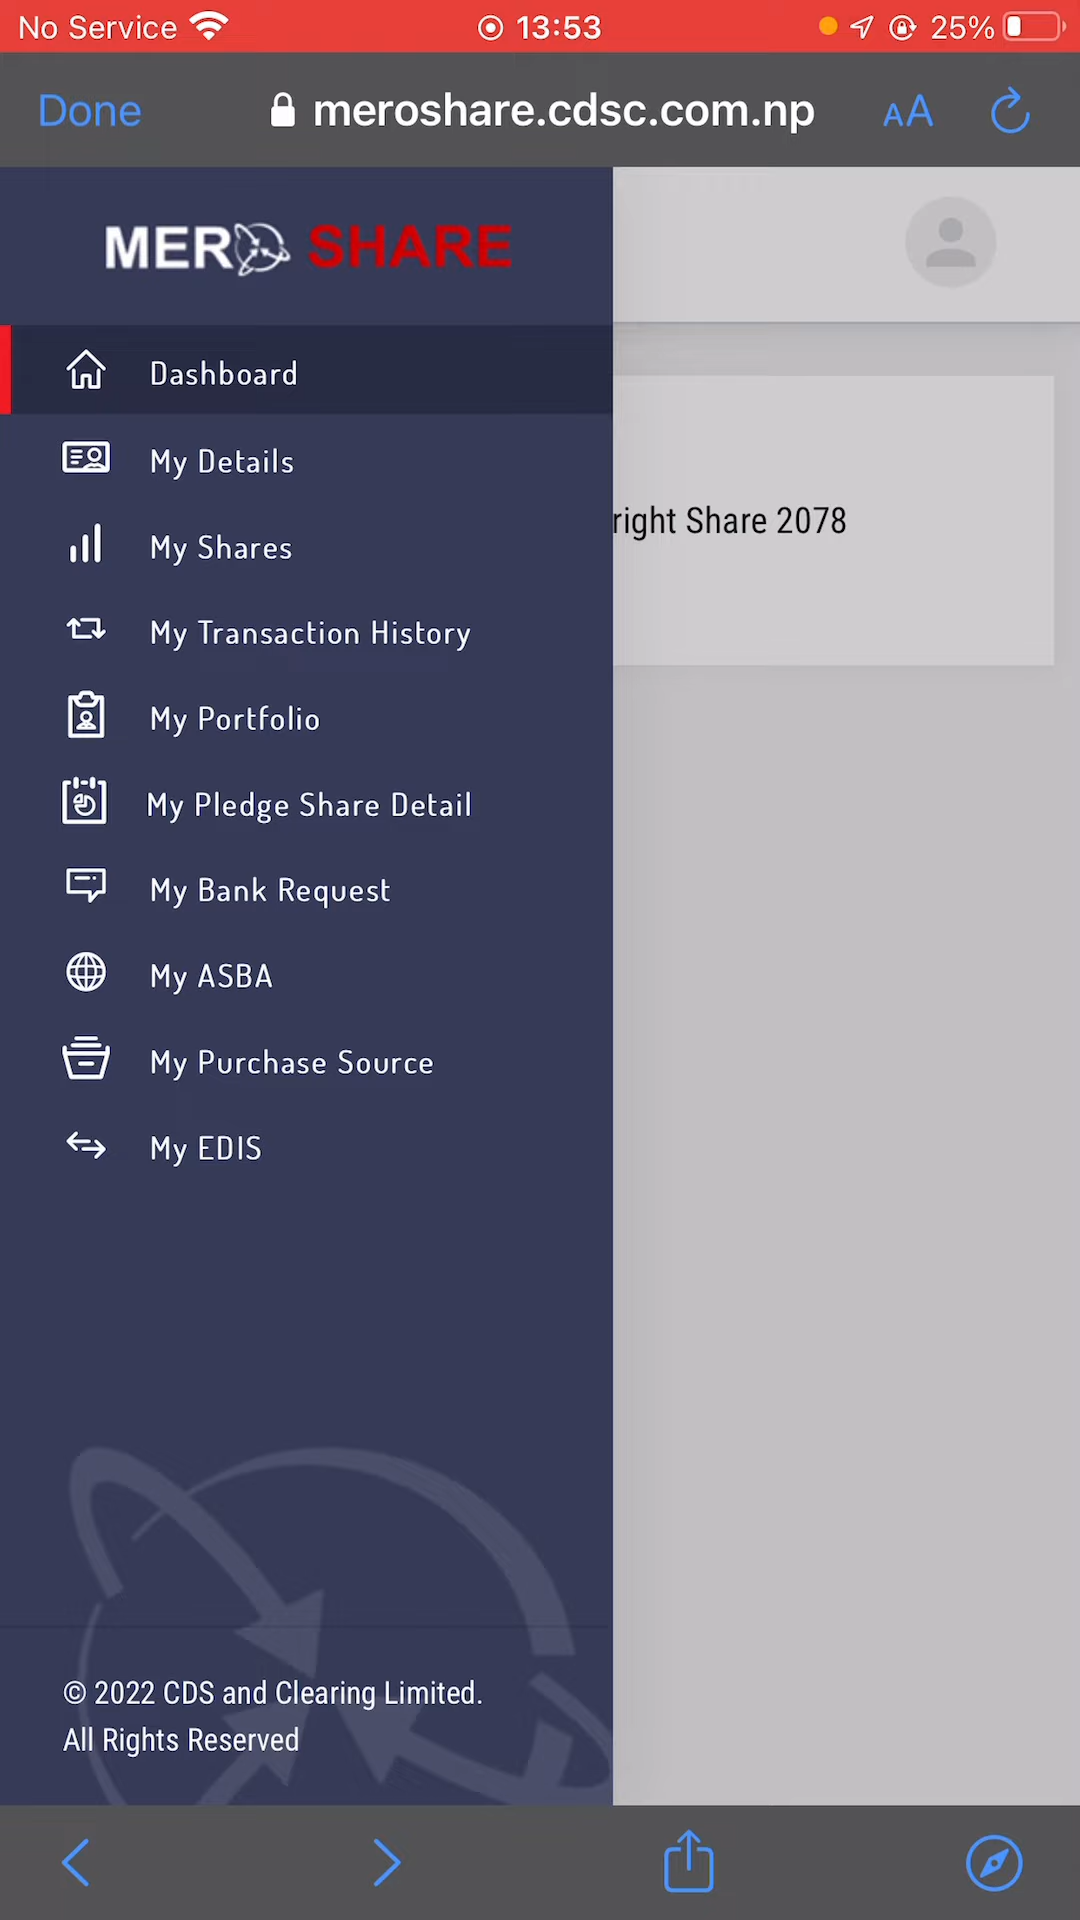 No Service 13:53 25%
Done meroshare.cdsc.com.np AA
MERO SHARE
Dashboard
My Details
My Shares
right Share 2078
My Transaction History
My Portfolio
My Pledge Share Detail
My Bank Request
My ASBA
My Purchase Source
My EDIS
© 2022 CDS and Clearing Limited.
All Rights Reserved